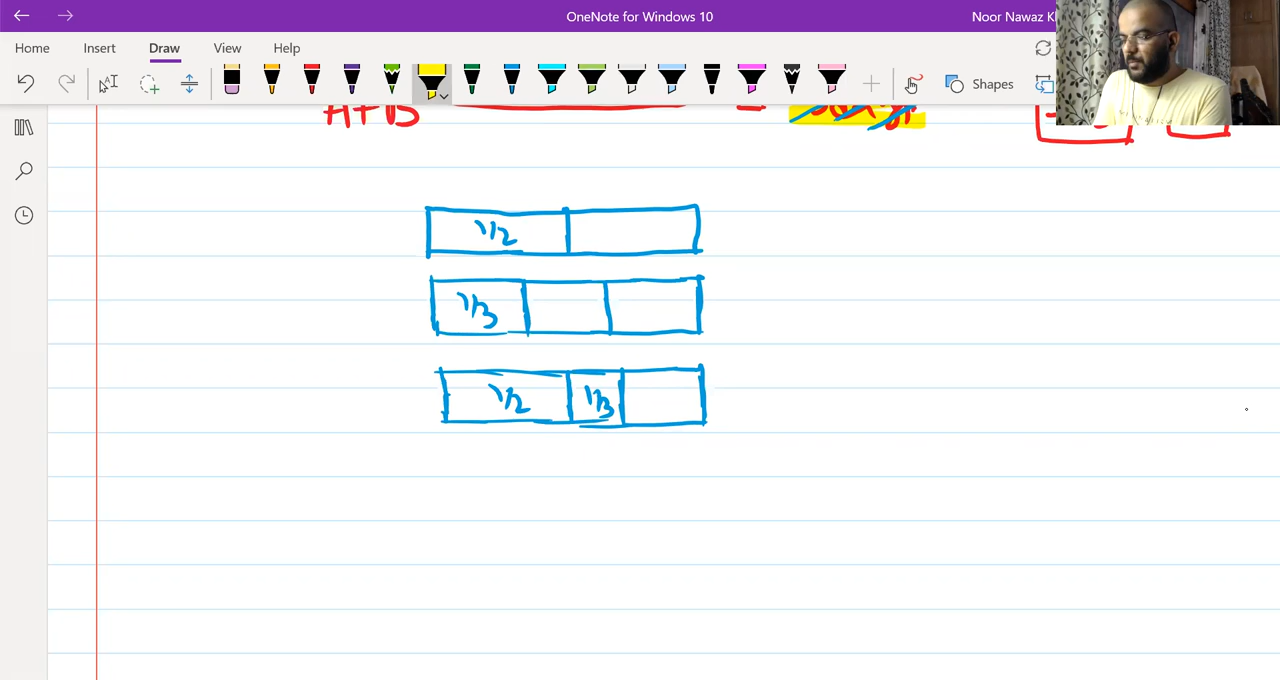 OneNote for Windows 10
Noor Nawaz Kh
Home Insert Draw View Help
Shapes
A+B =
1/2
1/3
1/2 1/3